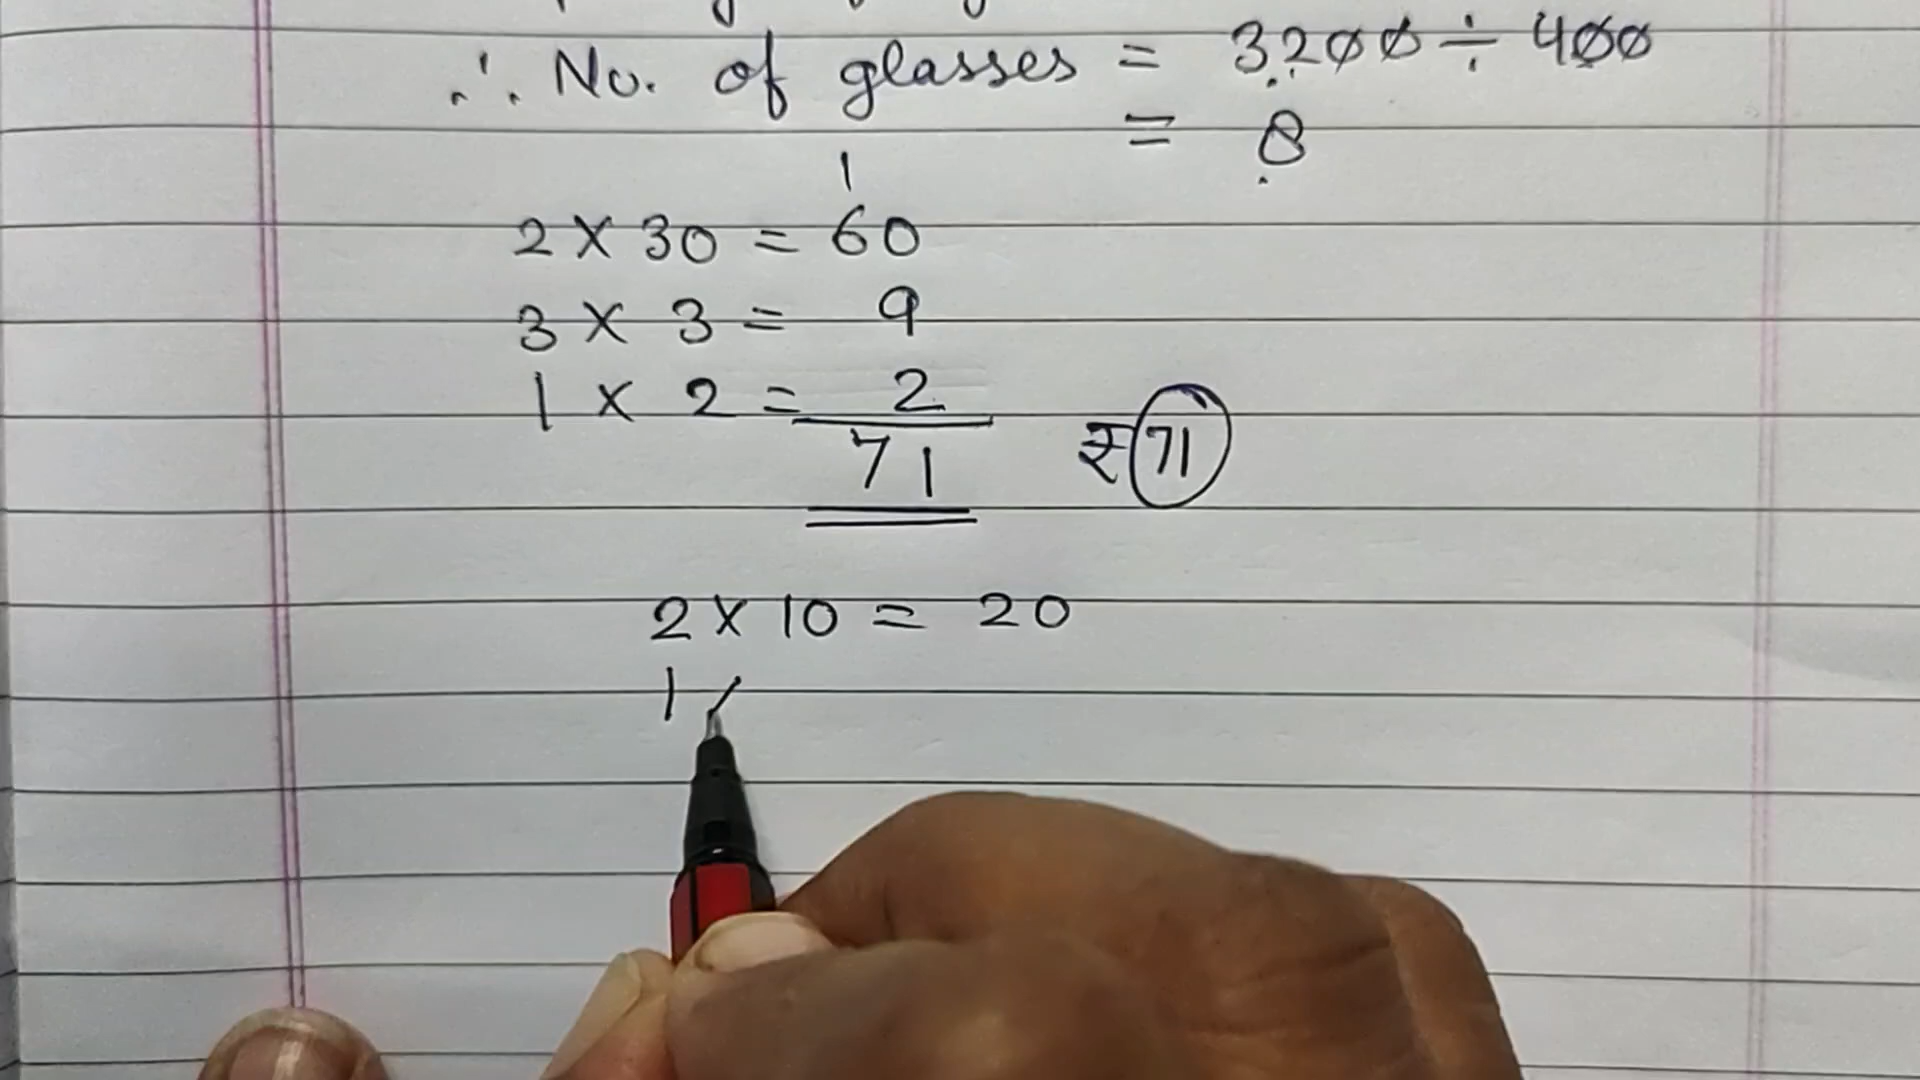 ∴ No. of glasses = 3200 ÷ 400
= 8
1
2 X 30 = 60
3 X 3 = 9
1 x 2 = 2
71
₹ 71
2 x 10 = 20
1